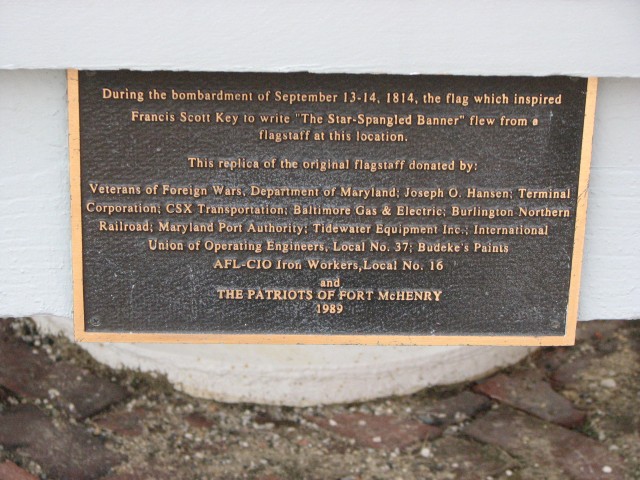 During the bombardment of September 13-14, 1814, the flag which inspired
Francis Scott Key to write "The Star-Spangled Banner" flew from a
flagstaff at this location.
This replica of the original flagstaff donated by:
Veterans of Foreign Wars, Department of Maryland; Joseph O. Hansen; Terminal
Corporation; CSX Transportation; Baltimore Gas & Electric; Burlington Northern
Railroad; Maryland Port Authority; Tidewater Equipment Inc.; International
Union of Operating Engineers, Local No. 37; Budeke's Paints
AFL-CIO Iron Workers, Local No. 16
and
THE PATRIOTS OF FORT McHENRY
1989